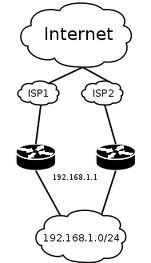 Internet
ISP1 ISP2
192.168.1.1
192.168.1.0/24